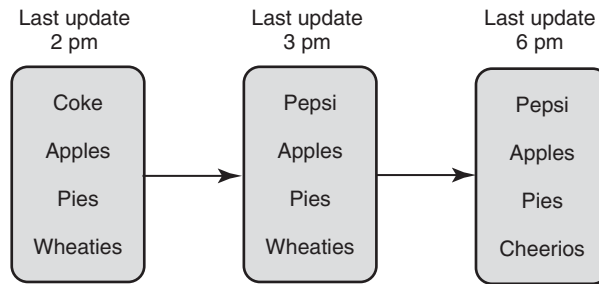 Last update
2 pm
Coke
Apples
Pies
Wheaties
Last update
3 pm
Pepsi
Apples
Pies
Wheaties
Last update
6 pm
Pepsi
Apples
Pies
Cheerios